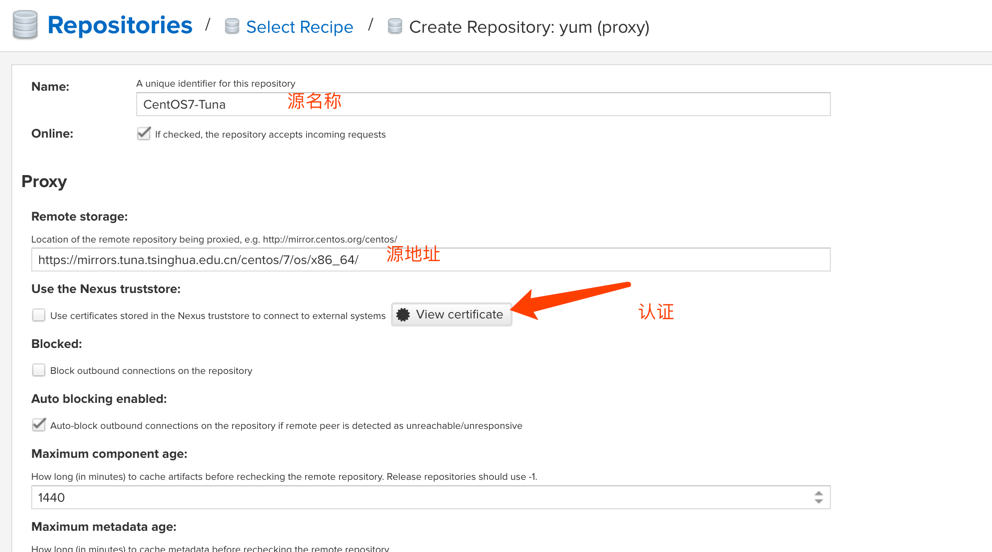 Repositories / Select Recipe / Create Repository: yum (proxy)
Name:
A unique identifier for this repository
CentOS7-Tuna
源名称
Online:
If checked, the repository accepts incoming requests
Proxy
Remote storage:
Location of the remote repository being proxied, e.g. http://mirror.centos.org/centos/
https://mirrors.tuna.tsinghua.edu.cn/centos/7/os/x86_64/
源地址
Use the Nexus truststore:
Use certificates stored in the Nexus truststore to connect to external systems
View certificate
认证
Blocked:
Block outbound connections on the repository
Auto blocking enabled:
Auto-block outbound connections on the repository if remote peer is detected as unreachable/unresponsive
Maximum component age:
How long (in minutes) to cache artifacts before rechecking the remote repository. Release repositories should use -1.
1440
Maximum metadata age:
How long (in minutes) to cache metadata before rechecking the remote repository